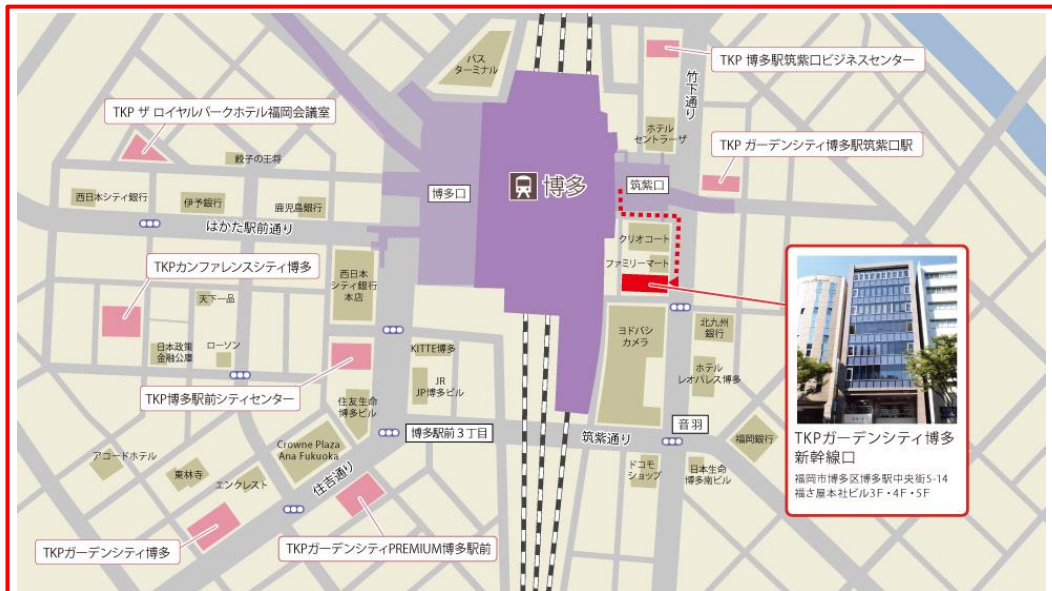 バス
ターミナル
TKP 博多駅筑紫口ビジネスセンター
竹下通り
TKP ザ ロイヤルパークホテル福岡会議室
ホテル
セントラーザ
TKP ガーデンシティ博多駅筑紫口駅
餃子の王将
博多口
博多
筑紫口
西日本シティ銀行
伊予銀行
鹿児島銀行
はかた駅前通り
クリオコート
ファミリーマート
TKPカンファレンスシティ博多
西日本
シティ銀行
本店
天下一品
ヨドバシ
カメラ
北九州
銀行
日本政策
金融公庫
ローソン
KITTE博多
ホテル
レオパレス博多
JR
JP博多ビル
TKP博多駅前シティセンター
住友生命
博多ビル
博多駅前3丁目
筑紫通り
音羽
福岡銀行
Crowne Plaza
Ana Fukuoka
住吉通り
アコードホテル
東林寺
エンクレスト
ドコモ
ショップ
日本生命
博多南ビル
TKPガーデンシティ博多
TKPガーデンシティPREMIUM博多駅前
TKPガーデンシティ博多
新幹線口
福岡市博多区博多駅中央街5-14
福さ屋本社ビル3F・4F・5F